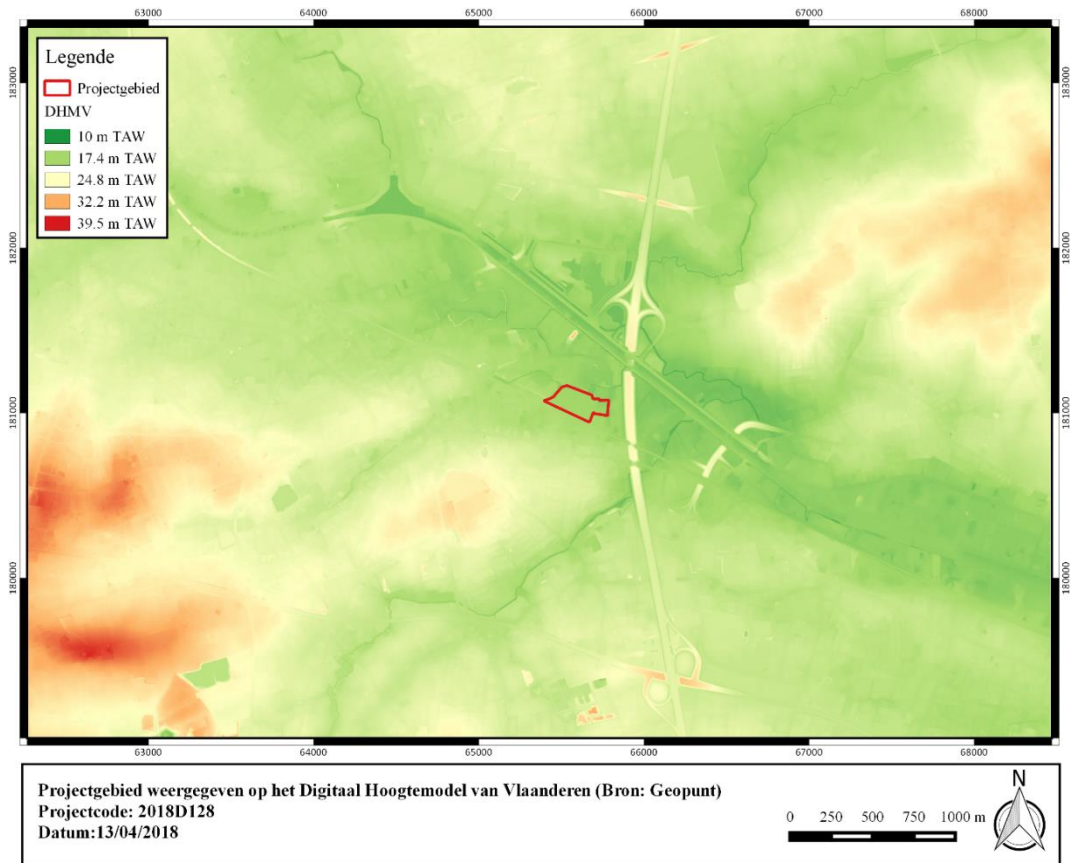 63000 64000 65000 66000 67000 68000
Legende
Projectgebied
DHMV
10 m TAW
17.4 m TAW
24.8 m TAW
32.2 m TAW
39.5 m TAW
183000 183000
182000 182000
181000 181000
180000 180000
63000 64000 65000 66000 67000 68000
Projectgebied weergegeven op het Digitaal Hoogtemodel van Vlaanderen (Bron: Geopunt)
Projectcode: 2018D128
Datum:13/04/2018
0 250 500 750 1000 m
N